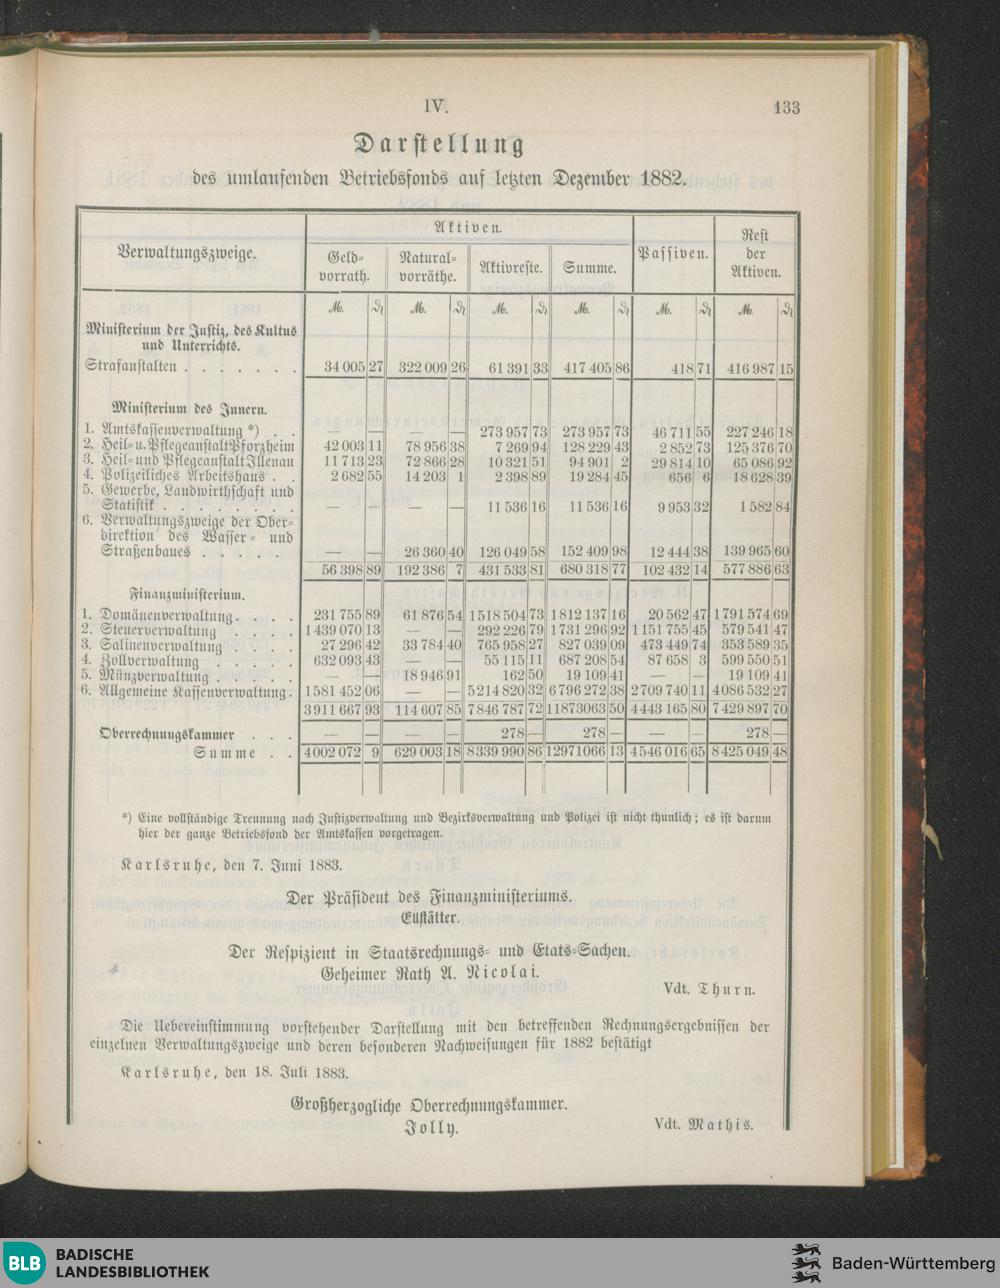 IV.
133
Darstellung
des umlaufenden Betriebsfonds auf letzten Dezember 1882.
Verwaltungszweige. | Aktiven. | Passiven. | Rest der Aktiven.
Geld-vorrath. | Natural-vorräthe. | Aktivreste. | Summe.
M. | ₰ | M. | ₰ | M. | ₰ | M. | ₰ | M. | ₰ | M. | ₰
Ministerium der Justiz, des Kultus
und Unterrichts.
Strafanstalten . . . . . . . 34 005 27 322 009 26 61 391 33 417 405 86 418 71 416 987 15
Ministerium des Innern.
1. Amtskassenverwaltung *) . . — — — — 273 957 73 273 957 73 46 711 55 227 246 18
2. Heil- u. Pflegeanstalt Pforzheim 42 003 11 78 956 38 7 269 94 128 229 43 2 852 73 125 376 70
3. Heil- und Pflegeanstalt Illenau 11 713 23 72 866 28 10 321 51 94 901 2 29 814 10 65 086 92
4. Polizeiliches Arbeitshaus . . 2 682 55 14 203 1 2 398 89 19 284 45 656 6 18 628 39
5. Gewerbe, Landwirthschaft und
Statistik . . . . . . . . — — — — 11 536 16 11 536 16 9 953 32 1 582 84
6. Verwaltungszweige der Ober-
direktion des Wasser- und
Straßenbaues . . . . . — — 26 360 40 126 049 58 152 409 98 12 444 38 139 965 60
56 398 89 192 386 7 431 533 81 680 318 77 102 432 14 577 886 63
Finanzministerium.
1. Domänenverwaltung . . . . 231 755 89 61 876 54 1 518 504 73 1 812 137 16 20 562 47 1 791 574 69
2. Steuerverwaltung . . . . 1 439 070 13 — — 292 226 79 1 731 296 92 1 151 755 45 579 541 47
3. Salinenverwaltung . . . . 27 296 42 33 784 40 765 958 27 827 039 09 473 449 74 353 589 35
4. Zollverwaltung . . . . . 632 093 43 — — 55 115 11 687 208 54 87 658 3 599 550 51
5. Münzverwaltung . . . . . — — 18 946 91 162 50 19 109 41 — — 19 109 41
6. Allgemeine Kassenverwaltung . 1 581 452 06 — — 5 214 820 32 6 796 272 38 2 709 740 11 4 086 532 27
3 911 667 93 114 607 85 7 846 787 72 11 873 063 50 4 443 165 80 7 429 897 70
Oberrechnungskammer . . . — — — — 278 — 278 — — — 278 —
Summe . . 4 002 072 9 629 003 18 8 339 990 86 12 971 066 13 4 546 016 65 8 425 049 48
*) Eine vollständige Trennung nach Justizverwaltung und Bezirksverwaltung und Polizei ist nicht thunlich; es ist darum
hier der ganze Betriebsfond der Amtskassen vorgetragen.
Karlsruhe, den 7. Juni 1883.
Der Präsident des Finanzministeriums.
Eustätter.
Der Respizient in Staatsrechnungs- und Etats-Sachen.
Geheimer Rath A. Nicolai.
Vdt. Thurn.
Die Uebereinstimmung vorstehender Darstellung mit den betreffenden Rechnungsergebnissen der
einzelnen Verwaltungszweige und deren besonderen Nachweisungen für 1882 bestätigt
Karlsruhe, den 18. Juli 1883.
Großherzogliche Oberrechnungskammer.
Jolly.
Vdt. Mathis.
BLB BADISCHE
LANDESBIBLIOTHEK
Baden-Württemberg